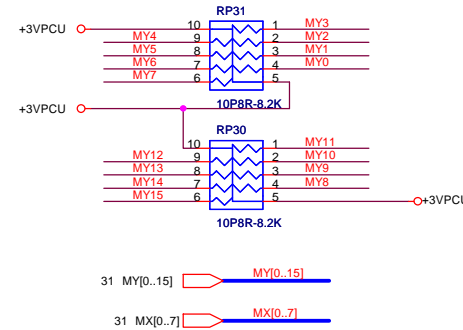 RP31
+3VPCU 10 1 MY3
MY4 9 2 MY2
MY5 8 3 MY1
MY6 7 4 MY0
MY7 6 5
+3VPCU
10P8R-8.2K
RP30
10 1 MY11
MY12 9 2 MY10
MY13 8 3 MY9
MY14 7 4 MY8
MY15 6 5 +3VPCU
10P8R-8.2K
31 MY[0..15] MY[0..15]
31 MX[0..7] MX[0..7]